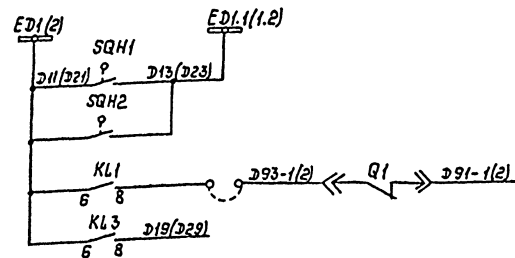 ED1(2)
ED1.1(1.2)
SQH1
D11(D21)
D13(D23)
SQH2
KL1
6 8
D93-1(2)
Q1
D91-1(2)
KL3
6 8
D19(D29)